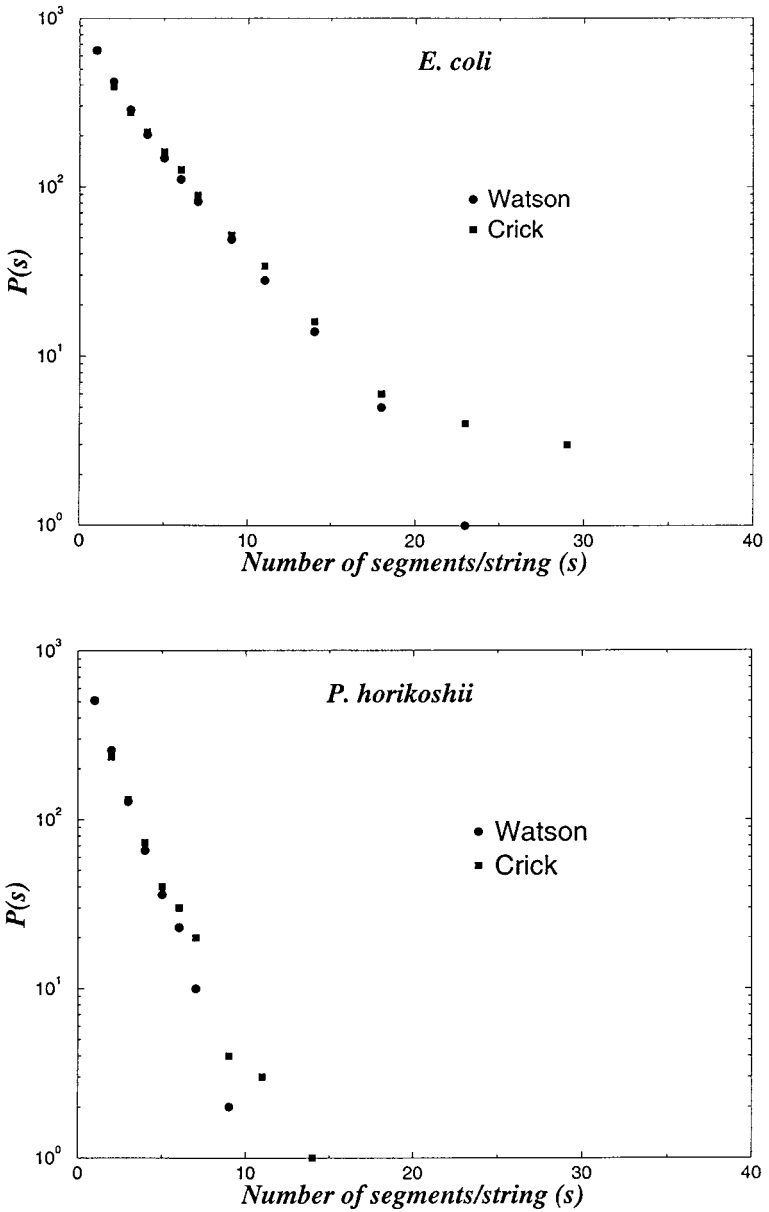 10³
E. coli
10²
Watson
Crick
P(s)
10¹
10⁰
0 10 20 30 40
Number of segments/string (s)
10³
P. horikoshii
10²
Watson
Crick
P(s)
10¹
10⁰
0 10 20 30 40
Number of segments/string (s)